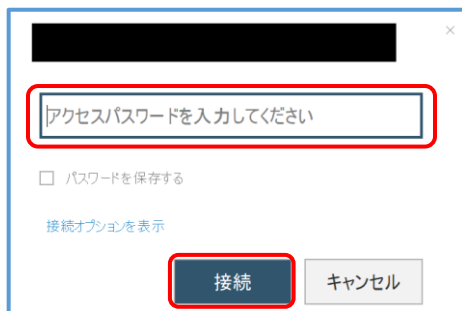 アクセスパスワードを入力してください
パスワードを保存する
接続オプションを表示
接続 キャンセル